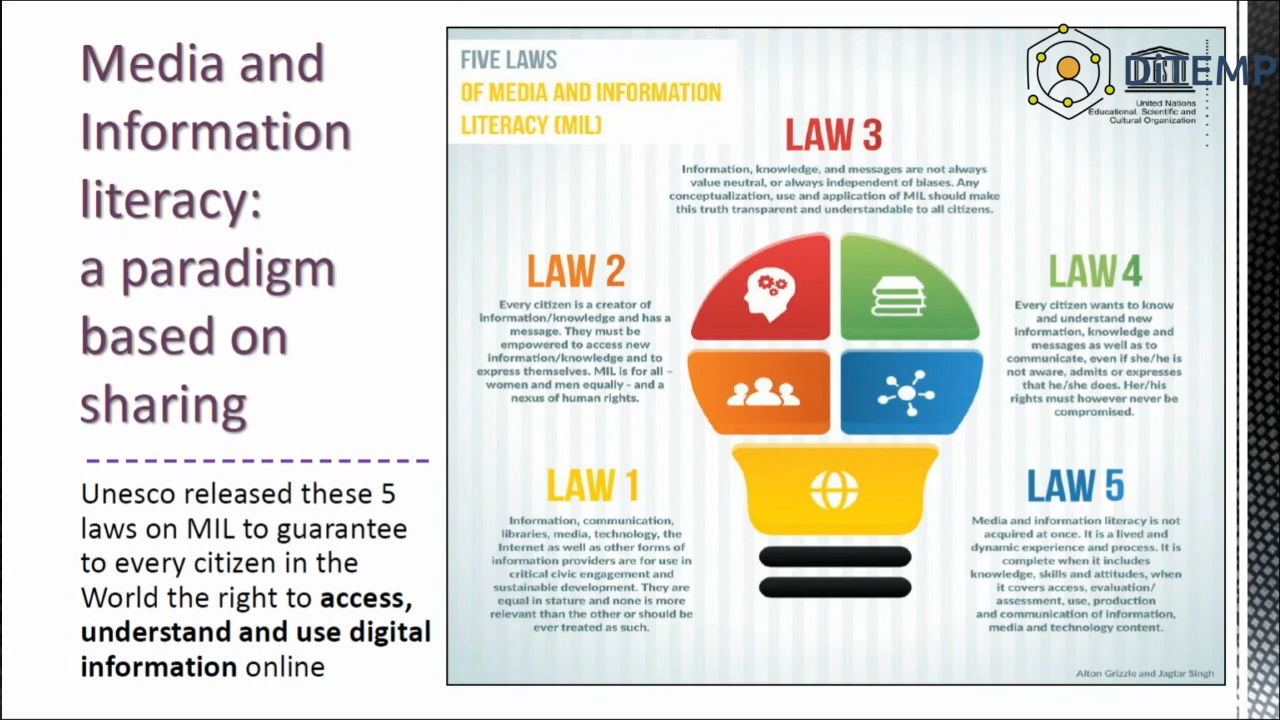 Media and
Information
literacy:
a paradigm
based on
sharing
Unesco released these 5
laws on MIL to guarantee
to every citizen in the
World the right to access,
understand and use digital
information online
FIVE LAWS
OF MEDIA AND INFORMATION
LITERACY (MIL)
DiTEMP
United Nations
Educational, Scientific and
Cultural Organization
LAW 3
Information, knowledge, and messages are not always
value neutral, or always independent of biases. Any
conceptualization, use and application of MIL should make
this truth transparent and understandable to all citizens.
LAW 2
Every citizen is a creator of
information/knowledge and has a
message. They must be
empowered to access new
information/knowledge and to
express themselves. MIL is for all –
women and men equally - and a
nexus of human rights.
LAW 4
Every citizen wants to know
and understand new
information, knowledge and
messages as well as to
communicate, even if she/he is
not aware, admits or expresses
that he/she does. Her/his
rights must however never be
compromised.
LAW 1
Information, communication,
libraries, media, technology, the
Internet as well as other forms of
information providers are for use in
critical civic engagement and
sustainable development. They are
equal in stature and none is more
relevant than the other or should be
ever treated as such.
LAW 5
Media and information literacy is not
acquired at once. It is a lived and
dynamic experience and process. It is
complete when it includes
knowledge, skills and attitudes, when
it covers access, evaluation/
assessment, use, production
and communication of information,
media and technology content.
Alton Grizzle and Jagtar Singh